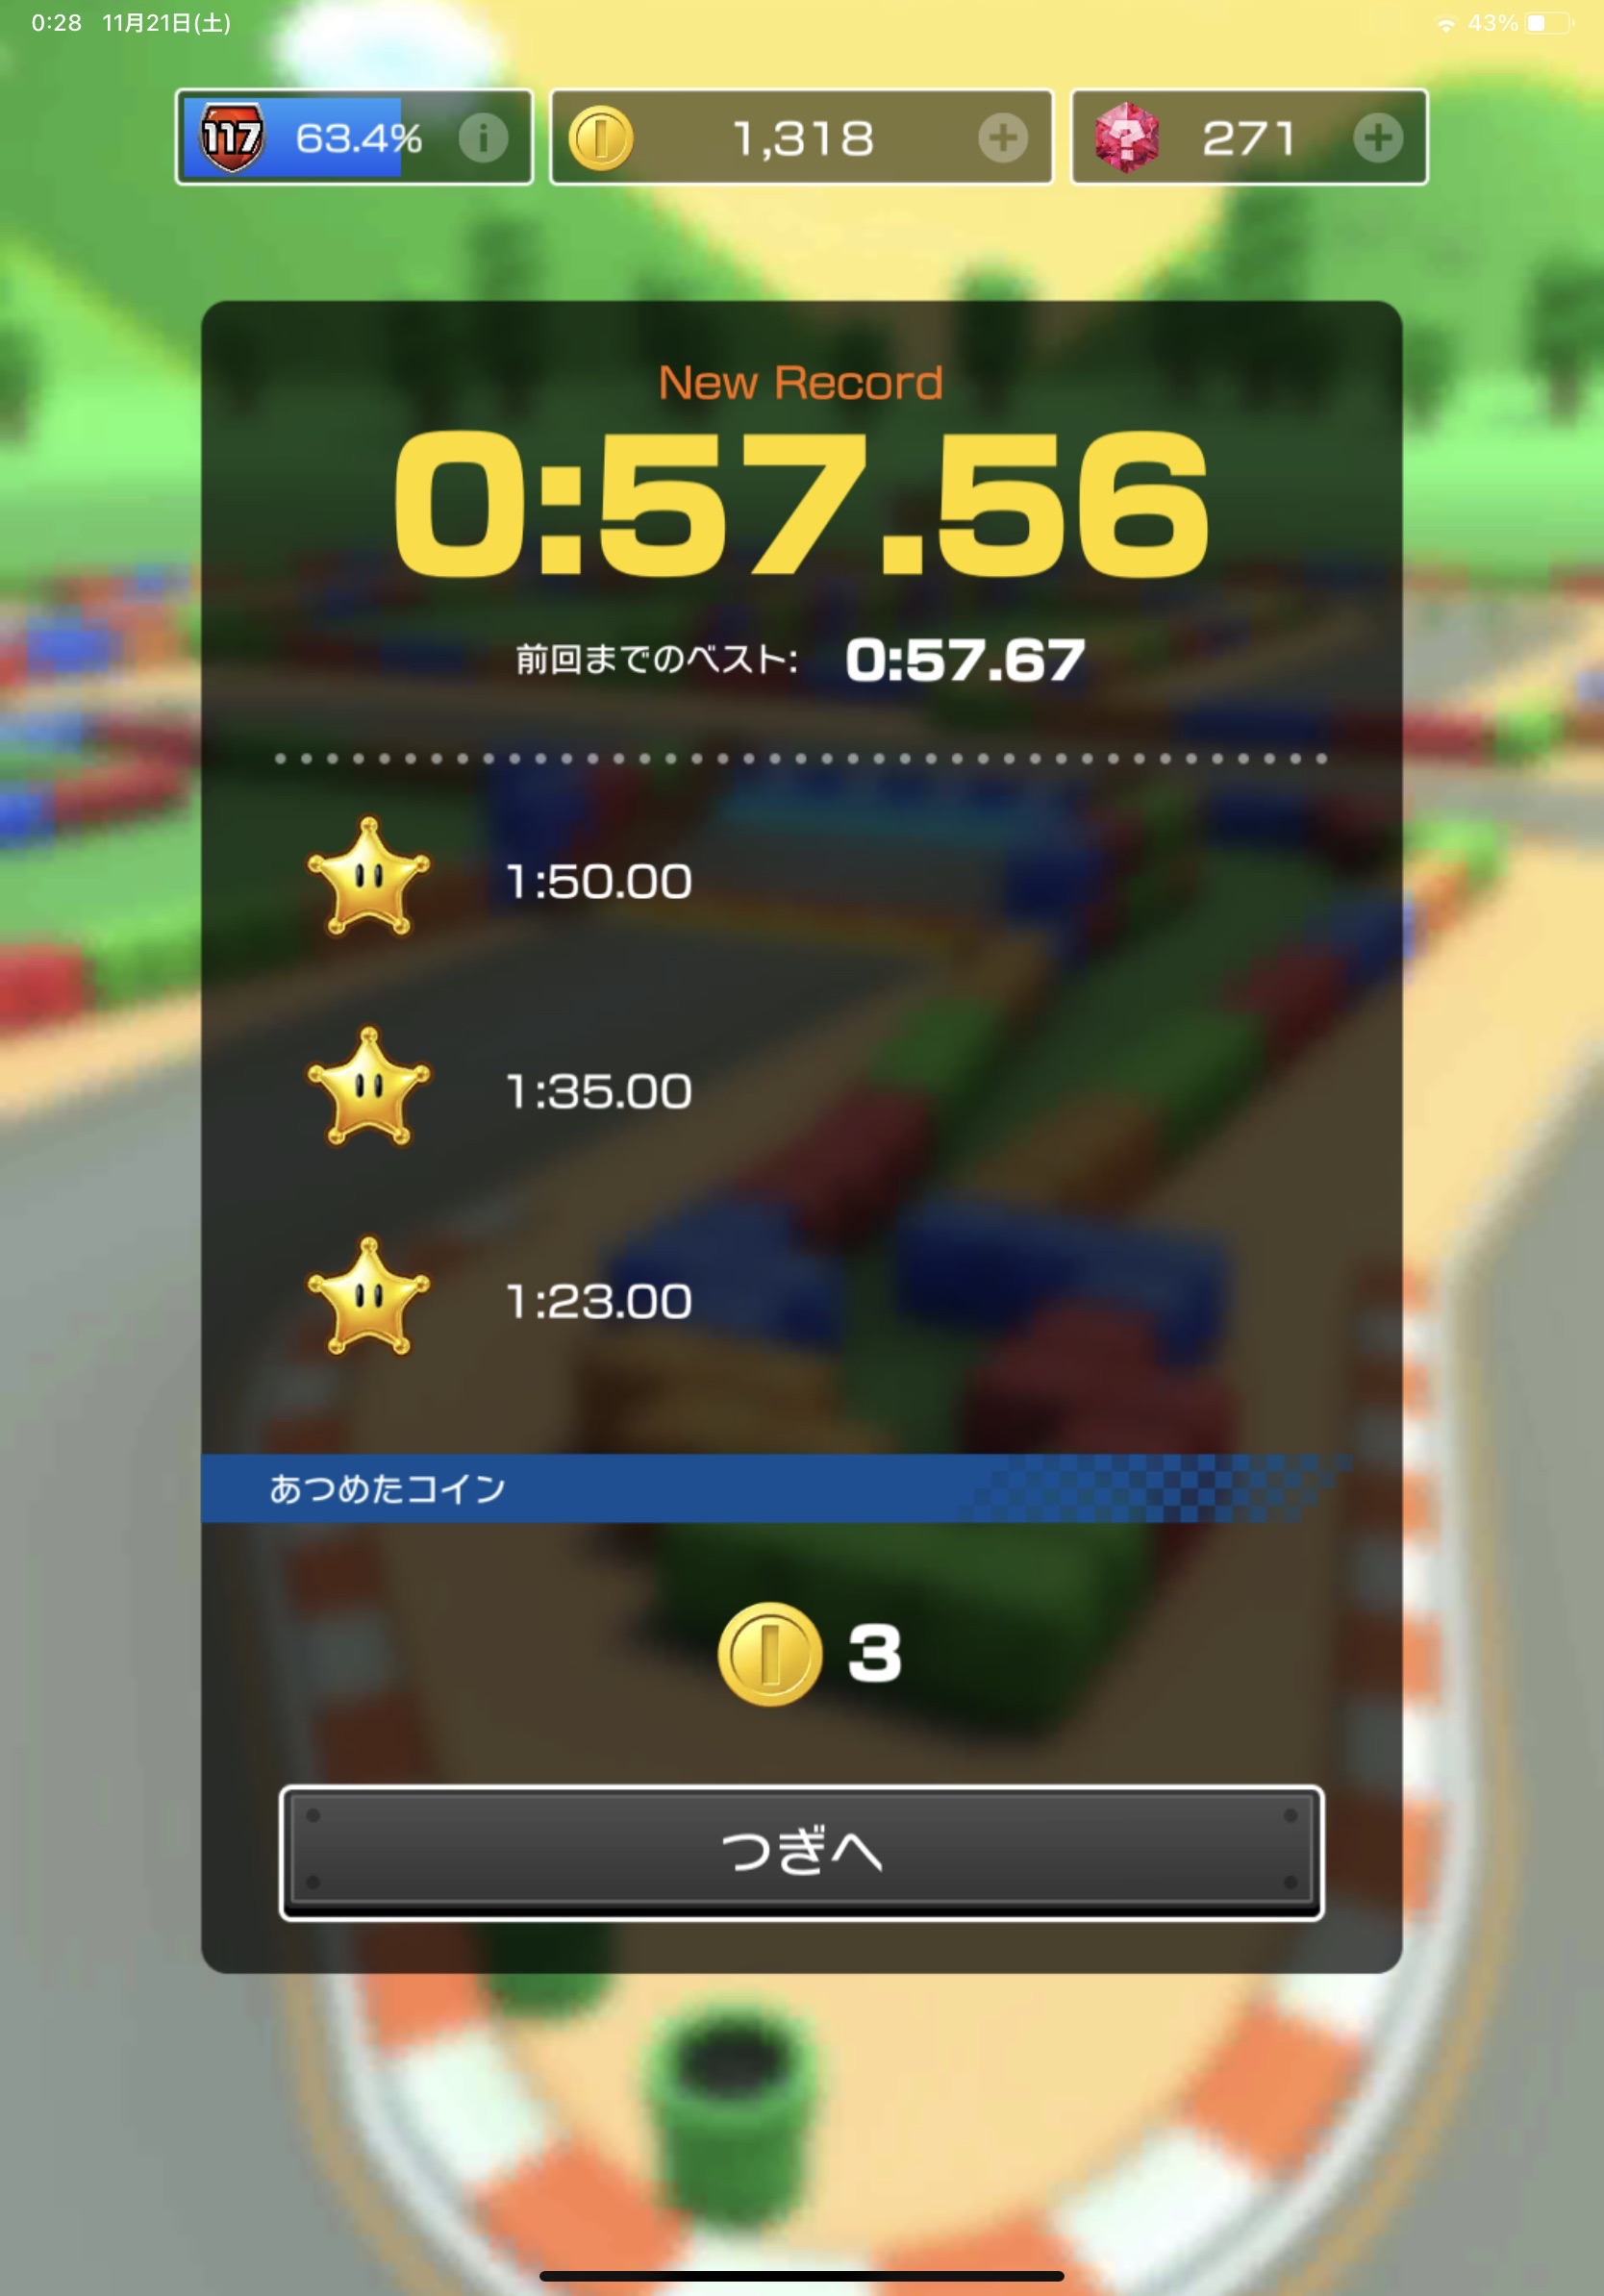 0:28 11月21日(土) 43%
117 63.4% i 1,318 + ? 271 +
New Record
0:57.56
前回までのベスト: 0:57.67
1:50.00
1:35.00
1:23.00
あつめたコイン
3
つぎへ